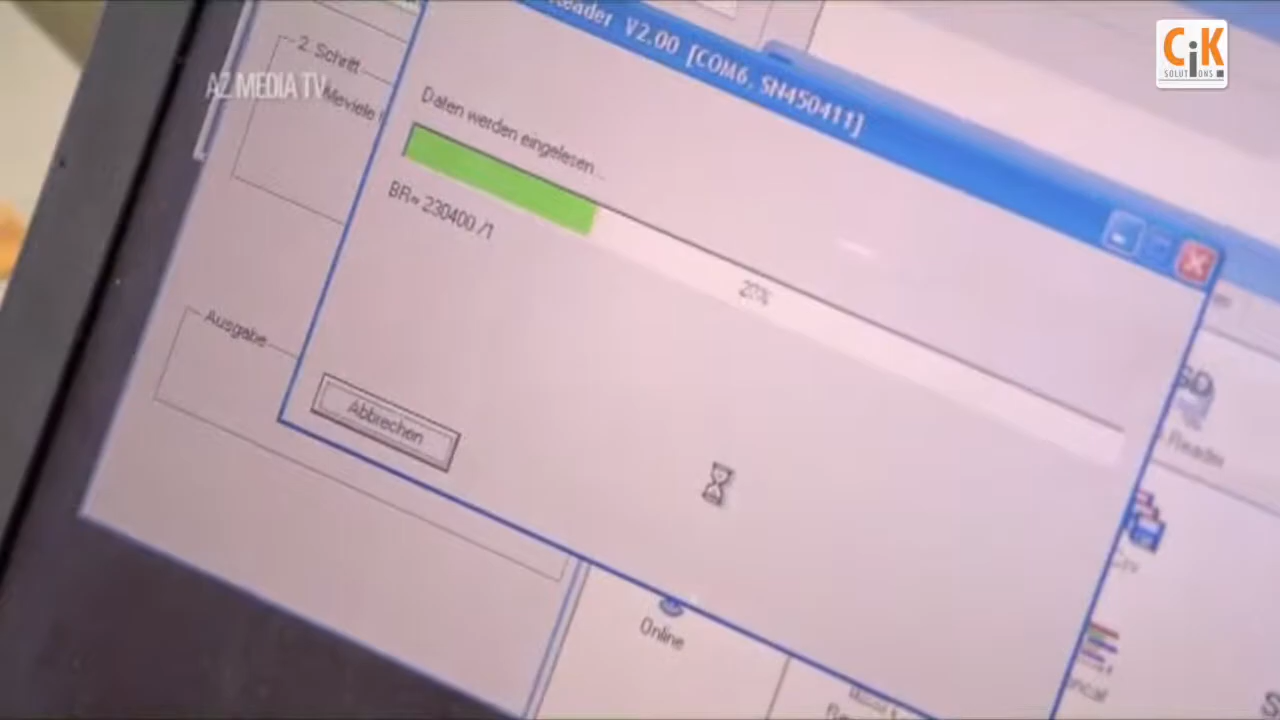 CiK
SOLUTIONS
AZ MEDIA TV
Reader V2.00 [COM6, SN450411]
2. Schritt
Daten werden eingelesen...
BR= 230400 /1
20%
Ausgabe
Abbrechen
Online